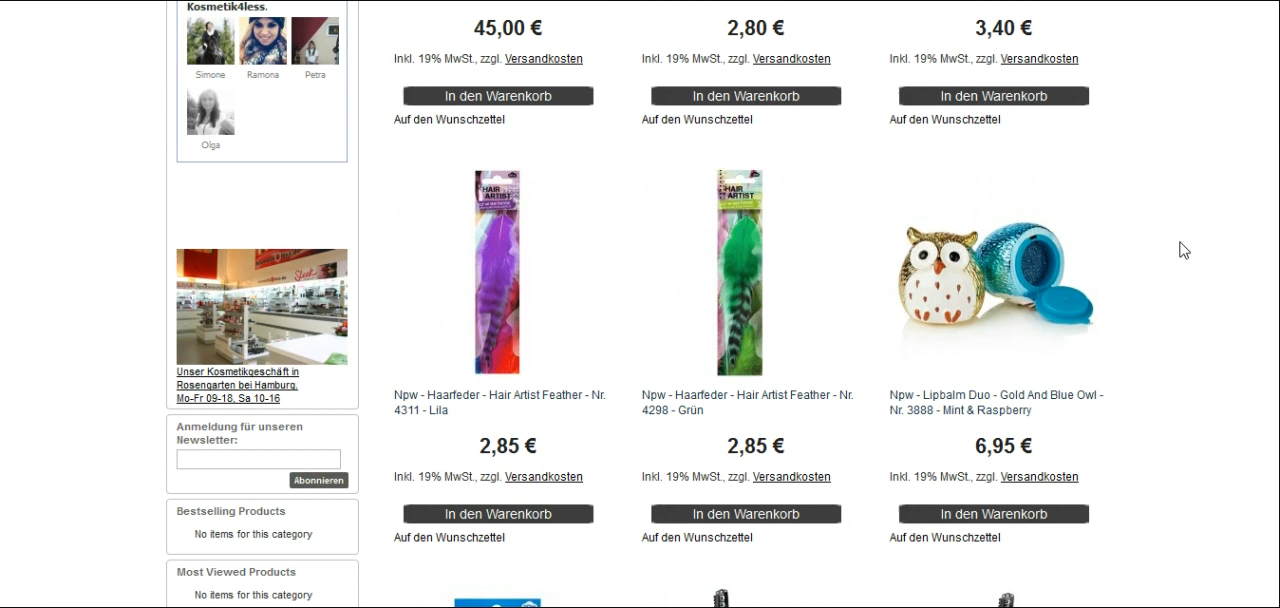 Kosmetik4less.
Simone Ramona Petra
Olga
45,00 € 2,80 € 3,40 €
Inkl. 19% MwSt., zzgl. Versandkosten Inkl. 19% MwSt., zzgl. Versandkosten Inkl. 19% MwSt., zzgl. Versandkosten
In den Warenkorb In den Warenkorb In den Warenkorb
Auf den Wunschzettel Auf den Wunschzettel Auf den Wunschzettel
HAIR
ARTIST
HAIR
ARTIST
Sleek
Unser Kosmetikgeschäft in
Rosengarten bei Hamburg.
Mo-Fr 09-18, Sa 10-16
Anmeldung für unseren
Newsletter:
Abonnieren
Bestselling Products
No items for this category
Most Viewed Products
No items for this category
Npw - Haarfeder - Hair Artist Feather - Nr.
4311 - Lila
Npw - Haarfeder - Hair Artist Feather - Nr.
4298 - Grün
Npw - Lipbalm Duo - Gold And Blue Owl -
Nr. 3888 - Mint & Raspberry
2,85 € 2,85 € 6,95 €
Inkl. 19% MwSt., zzgl. Versandkosten Inkl. 19% MwSt., zzgl. Versandkosten Inkl. 19% MwSt., zzgl. Versandkosten
In den Warenkorb In den Warenkorb In den Warenkorb
Auf den Wunschzettel Auf den Wunschzettel Auf den Wunschzettel